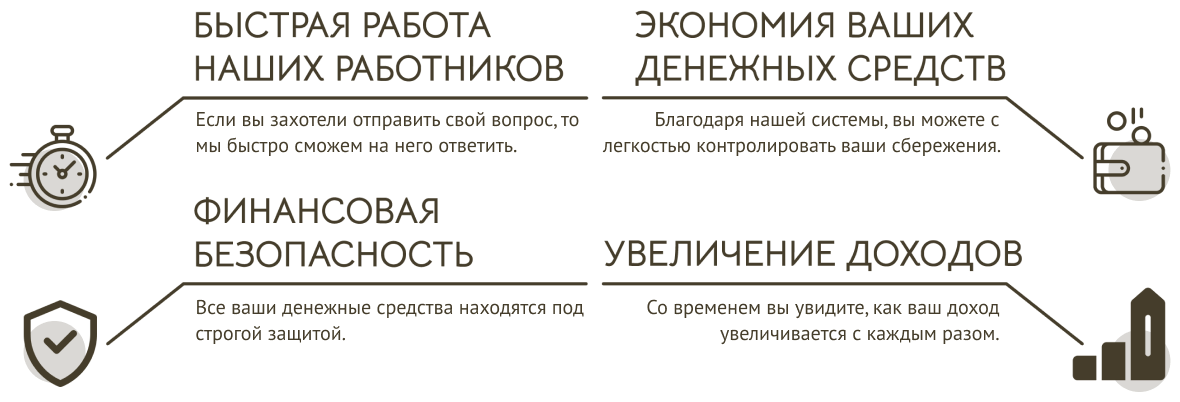 БЫСТРАЯ РАБОТА
НАШИХ РАБОТНИКОВ
Если вы захотели отправить свой вопрос, то
мы быстро сможем на него ответить.
ЭКОНОМИЯ ВАШИХ
ДЕНЕЖНЫХ СРЕДСТВ
Благодаря нашей системы, вы можете с
легкостью контролировать ваши сбережения.
ФИНАНСОВАЯ
БЕЗОПАСНОСТЬ
Все ваши денежные средства находятся под
строгой защитой.
УВЕЛИЧЕНИЕ ДОХОДОВ
Со временем вы увидите, как ваш доход
увеличивается с каждым разом.